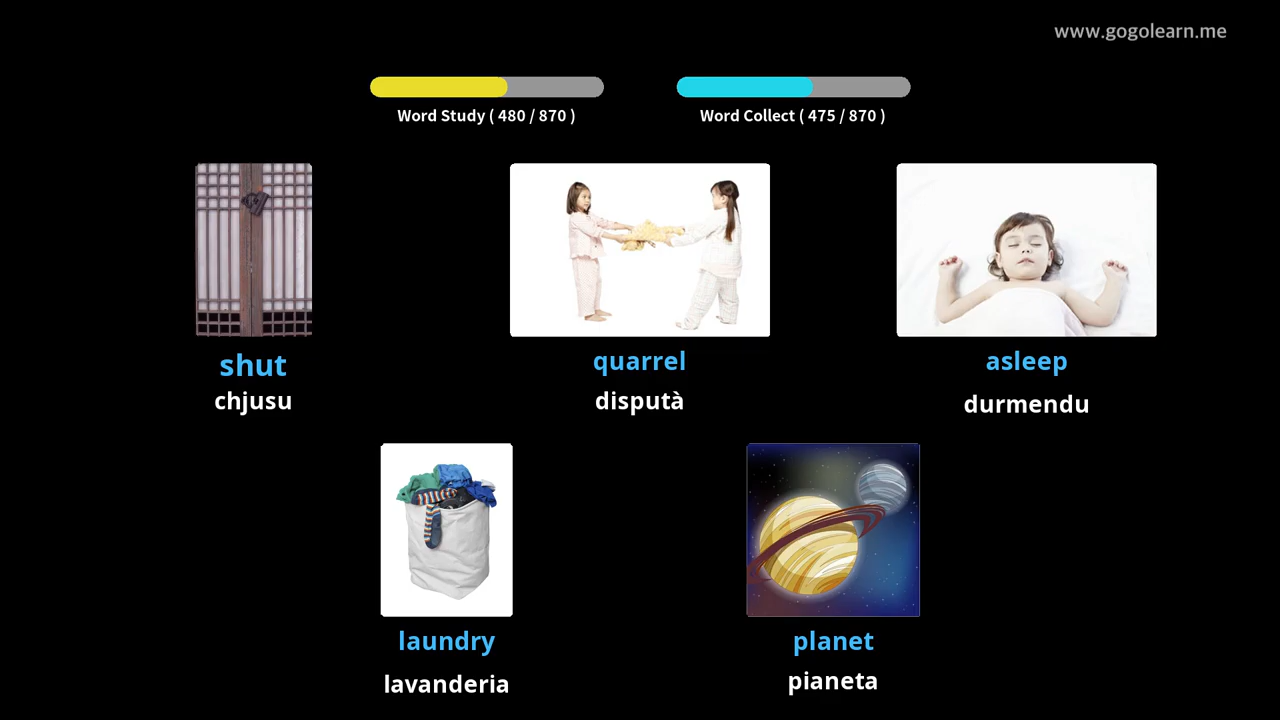 www.gogolearn.me
Word Study ( 480 / 870 )
Word Collect ( 475 / 870 )
shut
chjusu
quarrel
disputà
asleep
durmendu
laundry
lavanderia
planet
pianeta